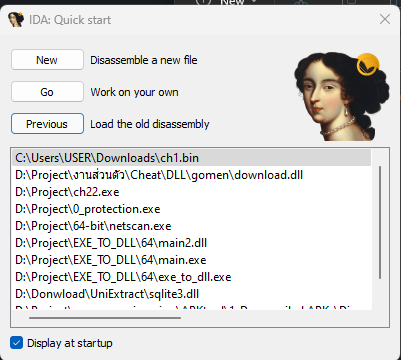 New
IDA: Quick start
New Disassemble a new file
Go Work on your own
Previous Load the old disassembly
C:\Users\USER\Downloads\ch1.bin
D:\Project\งานส่วนตัว\Cheat\DLL\gomen\download.dll
D:\Project\ch22.exe
D:\Project\0_protection.exe
D:\Project\64-bit\netscan.exe
D:\Project\EXE_TO_DLL\64\main2.dll
D:\Project\EXE_TO_DLL\64\main.exe
D:\Project\EXE_TO_DLL\64\exe_to_dll.exe
D:\Donwload\UniExtract\sqlite3.dll
Display at startup